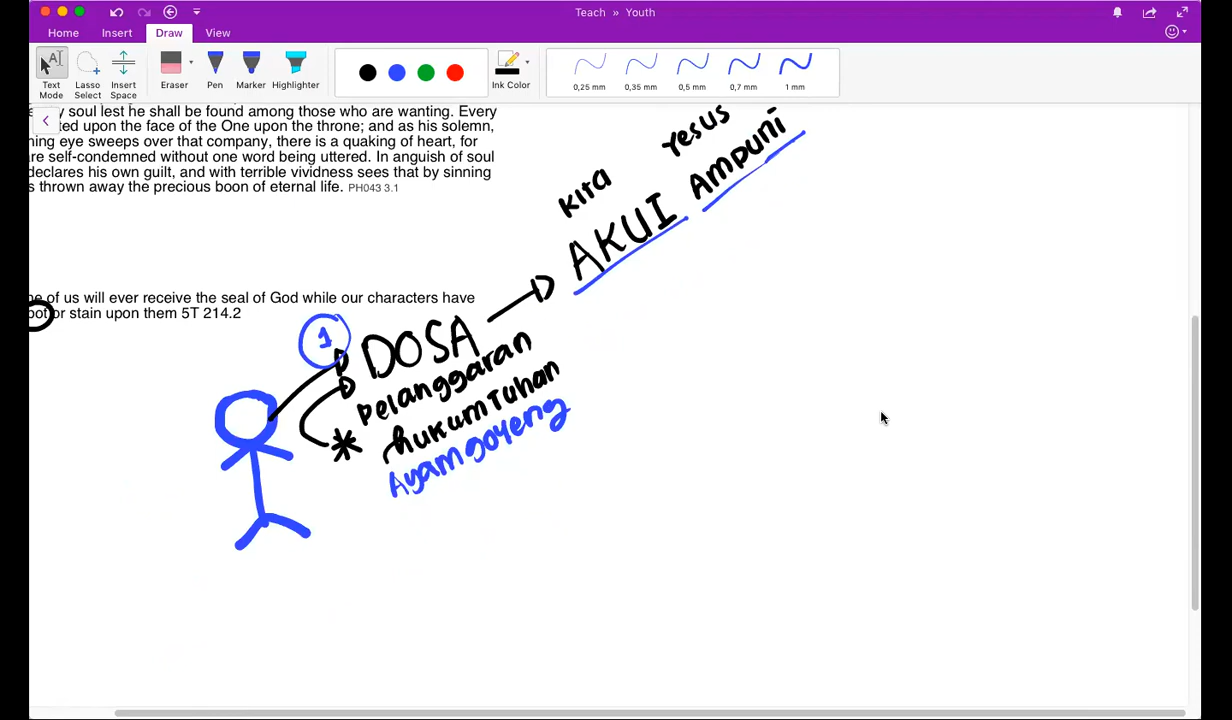 Teach » Youth
Home Insert Draw View
Text Mode
Lasso Select
Insert Space
Eraser
Pen
Marker
Highlighter
Ink Color
0,25 mm 0,35 mm 0,5 mm 0,7 mm 1 mm
soul lest he shall be found among those who are wanting. Every
upon the face of the One upon the throne; and as his solemn,
eye sweeps over that company, there is a quaking of heart, for
are self-condemned without one word being uttered. In anguish of soul
declares his own guilt, and with terrible vividness sees that by sinning
thrown away the precious boon of eternal life. PH043 3.1
of us will ever receive the seal of God while our characters have
or stain upon them 5T 214.2
kita Yesus
AKUI Ampuni
1
DOSA
* Pelanggaran
hukum Tuhan
Ayam goyeng